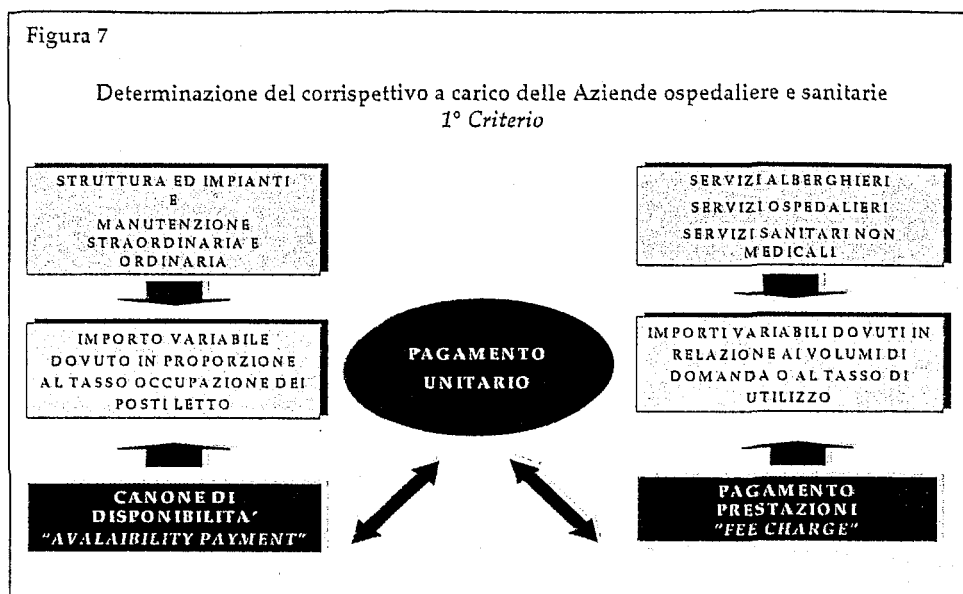 Figura 7
Determinazione del corrispettivo a carico delle Aziende ospedaliere e sanitarie
1° Criterio
STRUTTURA ED IMPIANTI
E
MANUTENZIONE
STRAORDINARIA E
ORDINARIA
IMPORTO VARIABILE
DOVUTO IN PROPORZIONE
AL TASSO OCCUPAZIONE DEI
POSTI LETTO
CANONE DI
DISPONIBILITA'
"AVALAIBILITY PAYMENT"
PAGAMENTO
UNITARIO
SERVIZI ALBERGHIERI
SERVIZI OSPEDALIERI
SERVIZI SANITARI NON
MEDICALI
IMPORTI VARIABILI DOVUTI IN
RELAZIONE AI VOLUMI DI
DOMANDA O AL TASSO DI
UTILIZZO
PAGAMENTO
PRESTAZIONI
"FEE CHARGE"